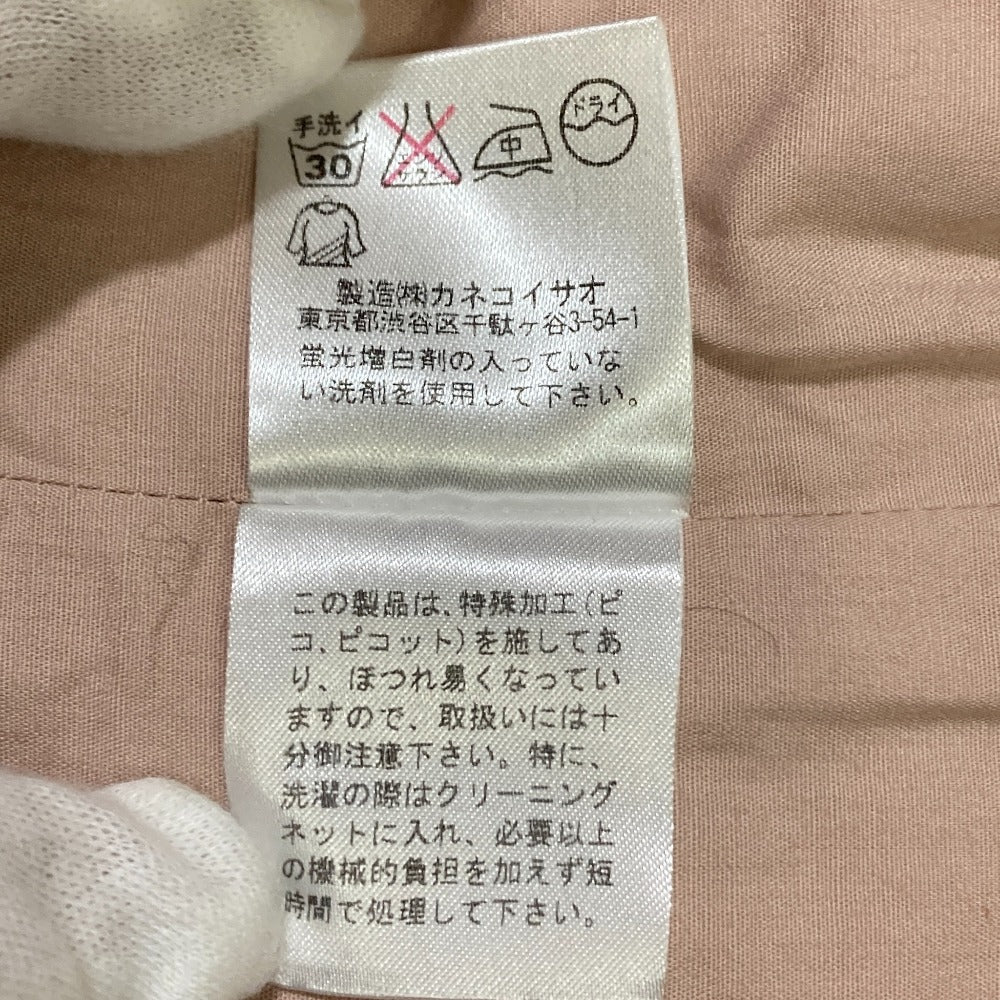 手洗イ
30
エンソ
サラシ
中
ドライ
製造㈱カネコイサオ
東京都渋谷区千駄ヶ谷3-54-1
蛍光増白剤の入っていな
い洗剤を使用して下さい。
この製品は、特殊加工(ピ
コ、ピコット)を施してあ
り、ほつれ易くなってい
ますので、取扱いには十
分御注意下さい。特に、
洗濯の際はクリーニング
ネットに入れ、必要以上
の機械的負担を加えず短
時間で処理して下さい。